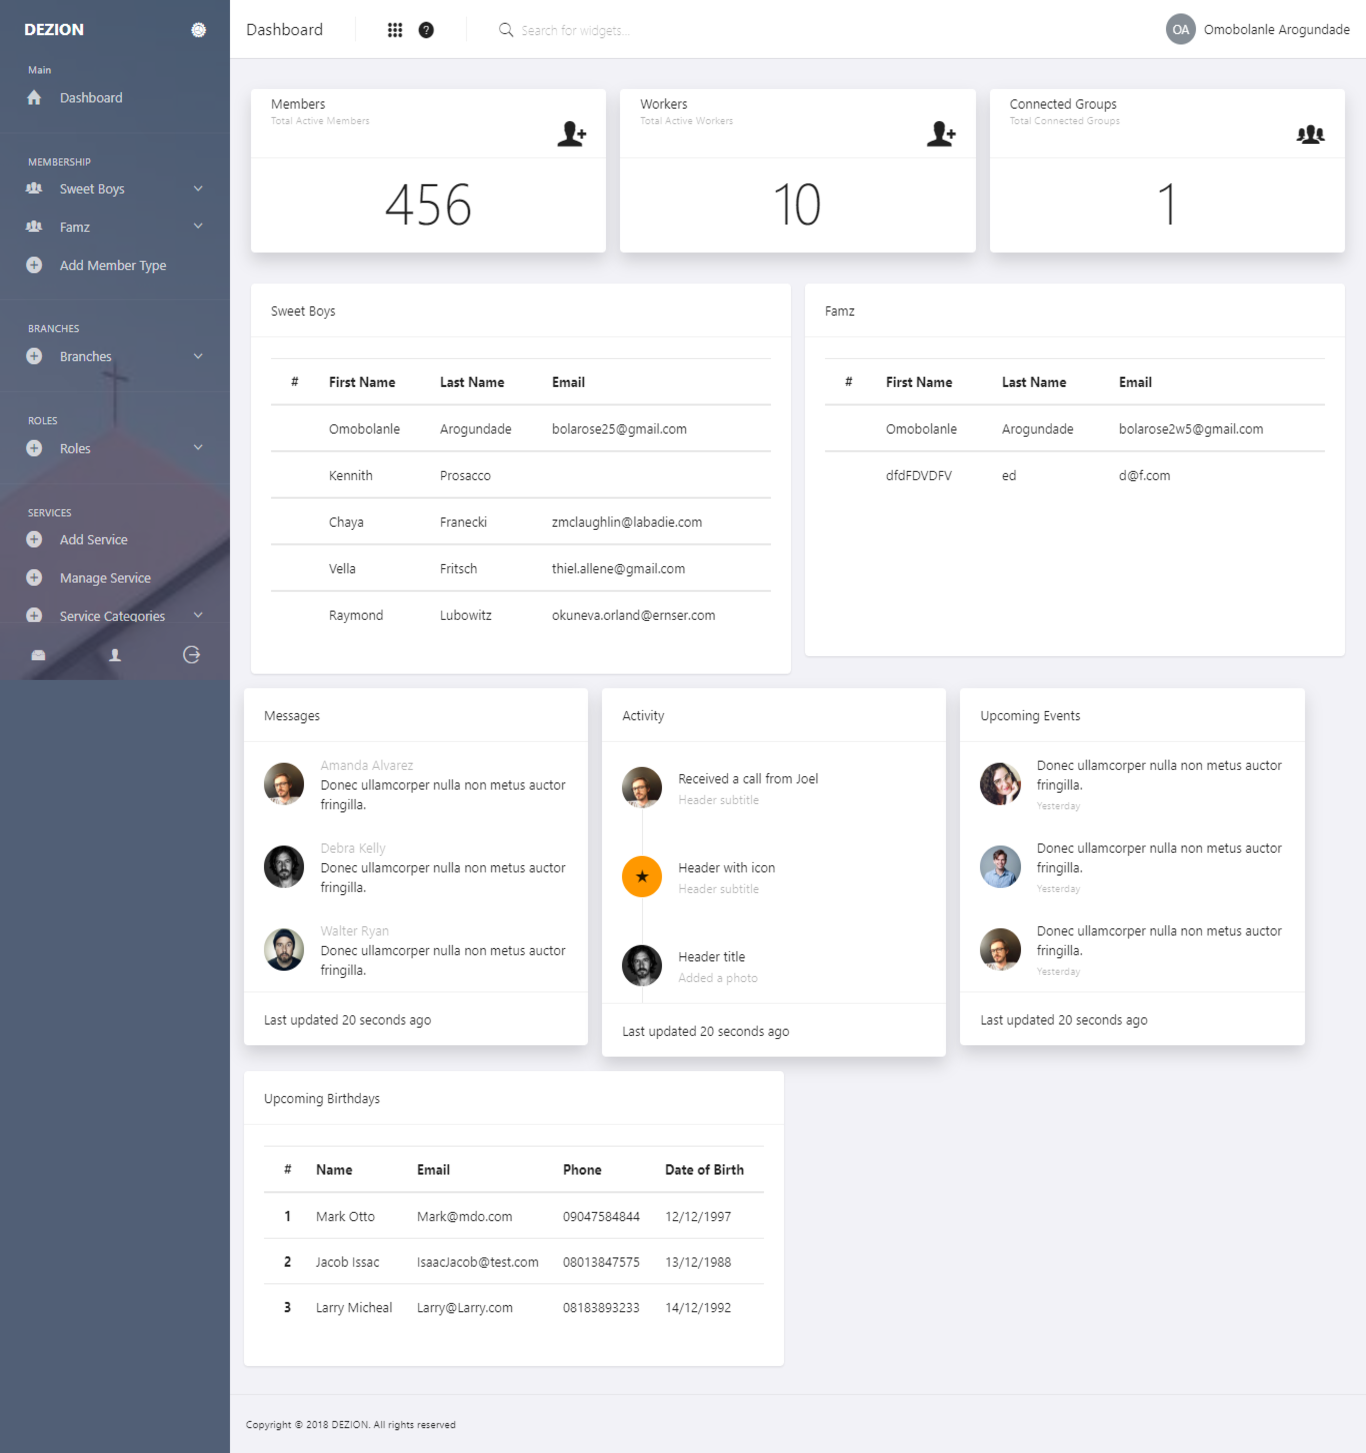 DEZION
Main
Dashboard
MEMBERSHIP
Sweet Boys
Famz
Add Member Type
BRANCHES
Branches
ROLES
Roles
SERVICES
Add Service
Manage Service
Service Categories
Dashboard
?
Search for widgets...
OA
Omobolanle Arogundade
Members
Total Active Members
456
Workers
Total Active Workers
10
Connected Groups
Total Connected Groups
1
Sweet Boys
# First Name Last Name Email
Omobolanle Arogundade bolarose25@gmail.com
Kennith Prosacco
Chaya Franecki zmclaughlin@labadie.com
Vella Fritsch thiel.allene@gmail.com
Raymond Lubowitz okuneva.orland@ernser.com
Famz
# First Name Last Name Email
Omobolanle Arogundade bolarose2w5@gmail.com
dfdFDVDFV ed d@f.com
Messages
Amanda Alvarez
Donec ullamcorper nulla non metus auctor
fringilla.
Debra Kelly
Donec ullamcorper nulla non metus auctor
fringilla.
Walter Ryan
Donec ullamcorper nulla non metus auctor
fringilla.
Last updated 20 seconds ago
Activity
Received a call from Joel
Header subtitle
Header with icon
Header subtitle
Header title
Added a photo
Last updated 20 seconds ago
Upcoming Events
Donec ullamcorper nulla non metus auctor
fringilla.
Yesterday
Donec ullamcorper nulla non metus auctor
fringilla.
Yesterday
Donec ullamcorper nulla non metus auctor
fringilla.
Yesterday
Last updated 20 seconds ago
Upcoming Birthdays
# Name Email Phone Date of Birth
1 Mark Otto Mark@mdo.com 09047584844 12/12/1997
2 Jacob Issac IsaacJacob@test.com 08013847575 13/12/1988
3 Larry Micheal Larry@Larry.com 08183893233 14/12/1992
Copyright © 2018 DEZION. All rights reserved